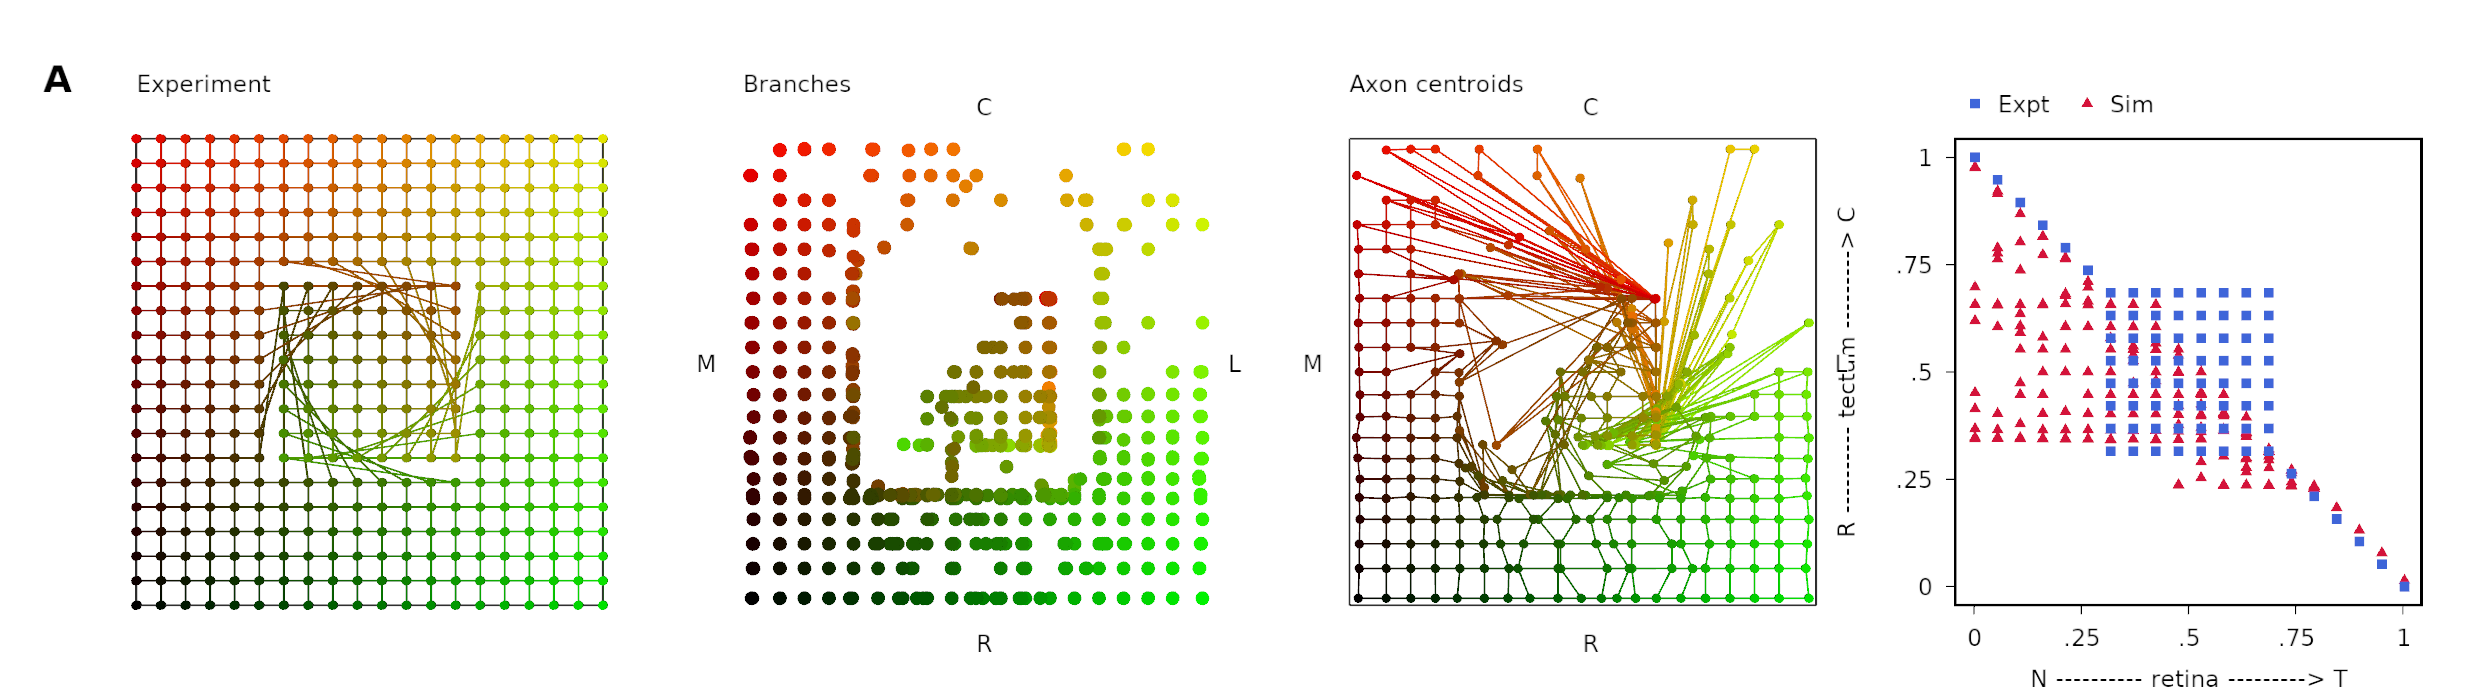 A
Experiment
Branches
C
M
L
R
Axon centroids
C
M
L
R
Expt
Sim
R ---------- tectum ---------> C
1
.75
.5
.25
0
0
.25
.5
.75
1
N ---------- retina ---------> T